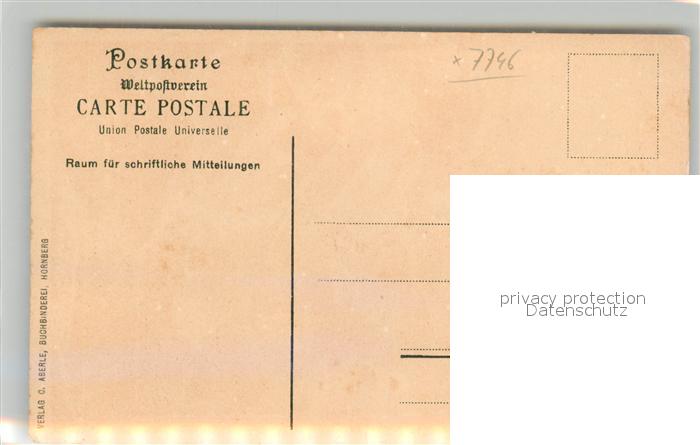 Postkarte
Weltpostverein
CARTE POSTALE
Union Postale Universelle
Raum für schriftliche Mitteilungen
x 7746
VERLAG C. ABERLE, BUCHBINDEREI, HORNBERG
privacy protection
Datenschutz